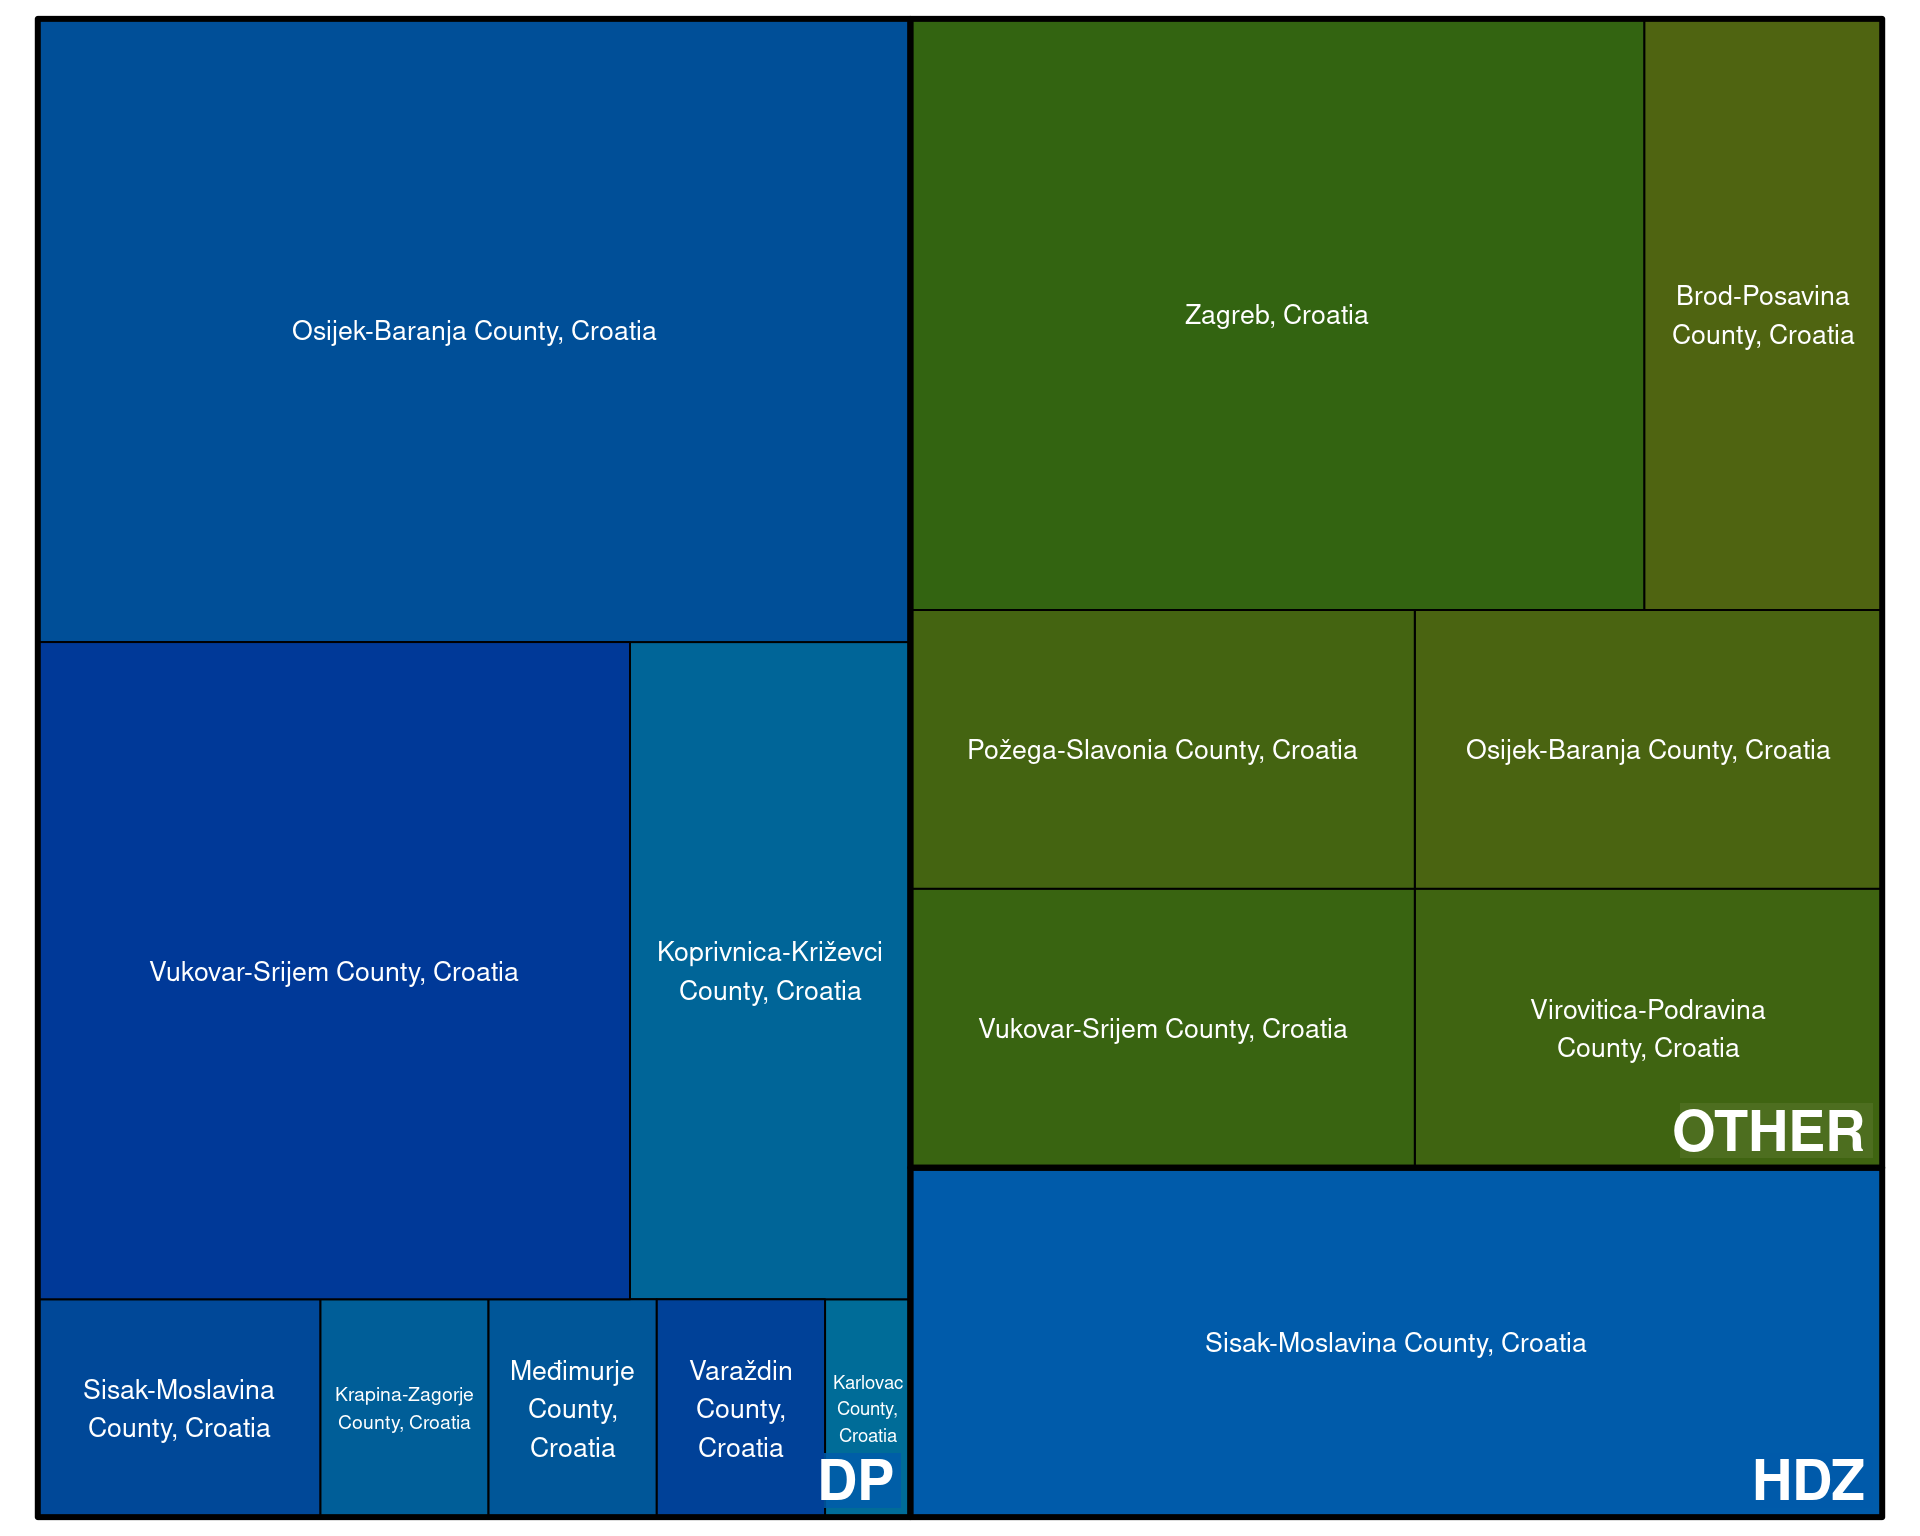 Osijek-Baranja County, Croatia
Vukovar-Srijem County, Croatia
Koprivnica-Križevci
County, Croatia
Sisak-Moslavina
County, Croatia
Krapina-Zagorje
County, Croatia
Međimurje
County,
Croatia
Varaždin
County,
Croatia
Karlovac
County,
Croatia
DP
Zagreb, Croatia
Brod-Posavina
County, Croatia
Požega-Slavonia County, Croatia
Osijek-Baranja County, Croatia
Vukovar-Srijem County, Croatia
Virovitica-Podravina
County, Croatia
OTHER
Sisak-Moslavina County, Croatia
HDZ